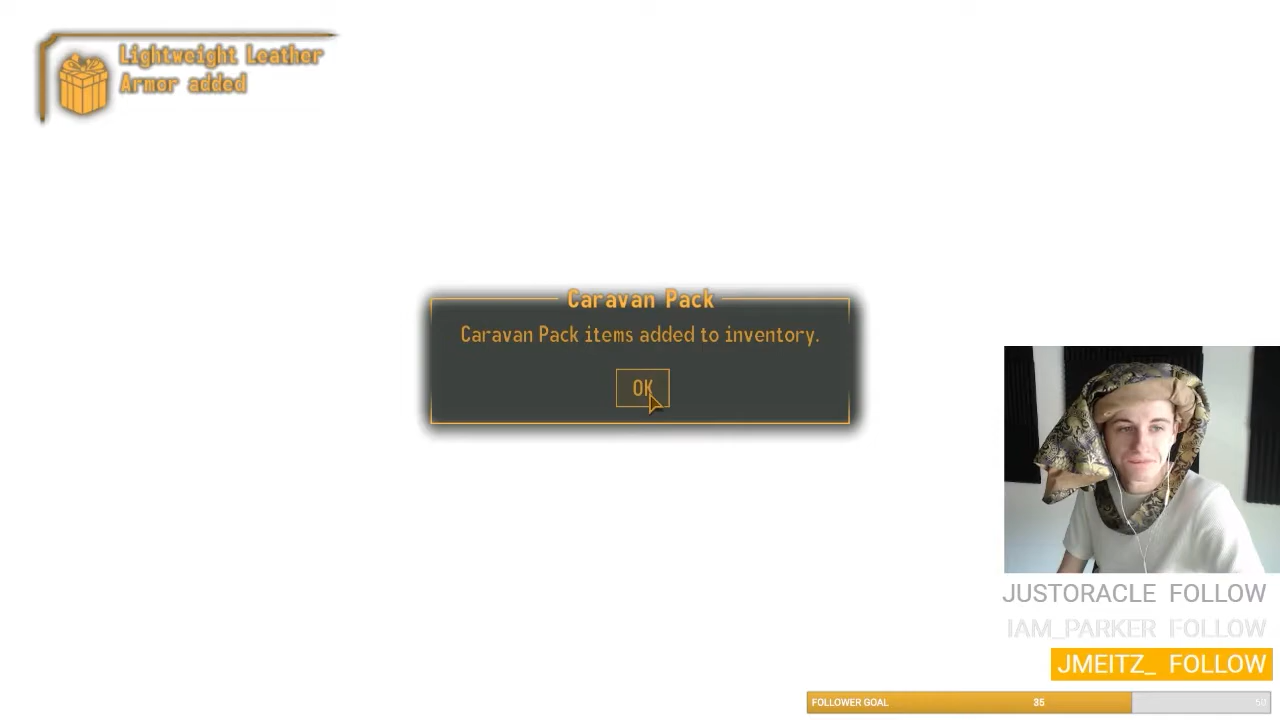 Lightweight Leather
Armor added
Caravan Pack
Caravan Pack items added to inventory.
OK
JUSTORACLE FOLLOW
IAM_PARKER FOLLOW
JMEITZ_ FOLLOW
FOLLOWER GOAL 35 50